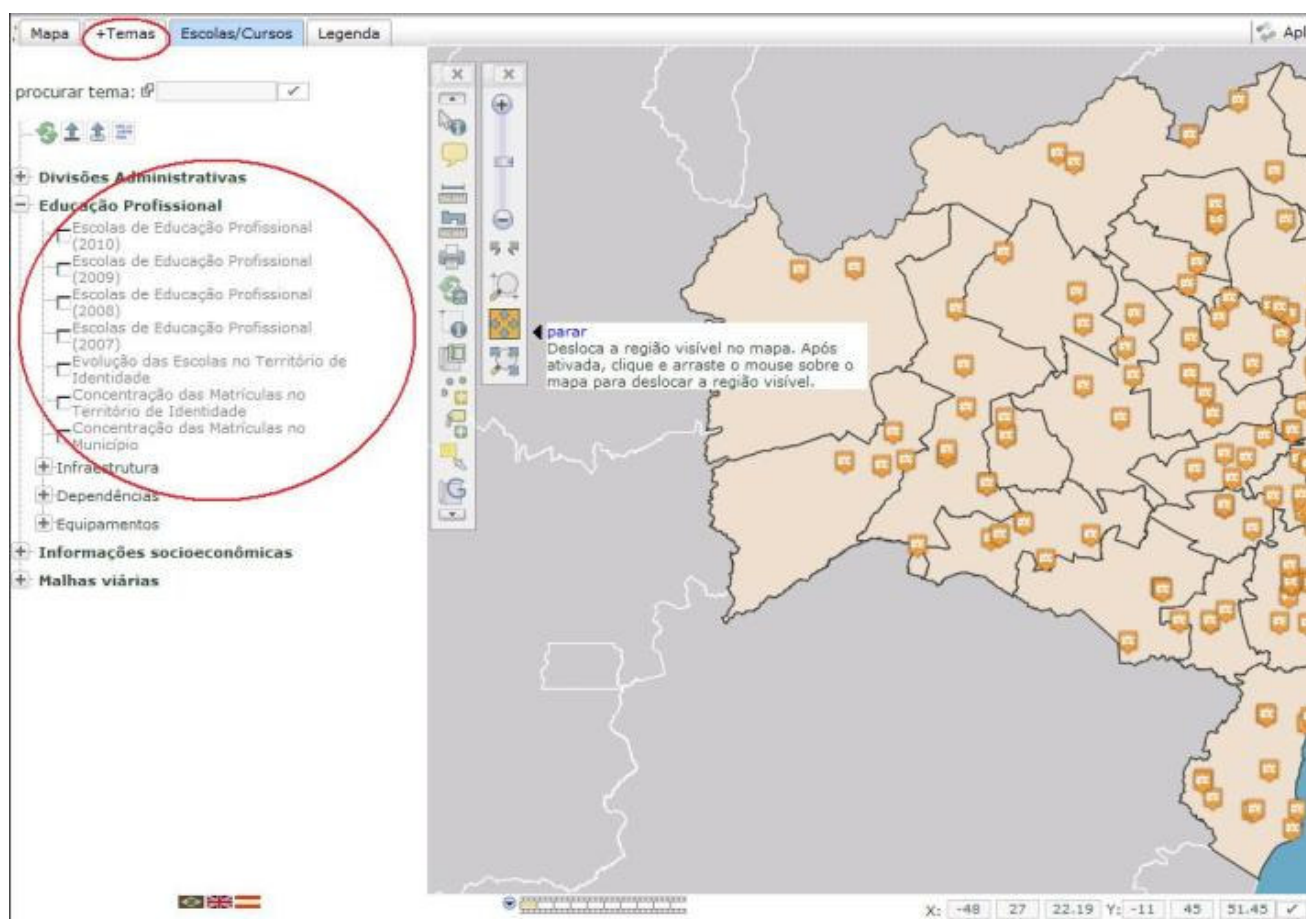 Mapa
+Temas
Escolas/Cursos
Legenda
Apl
procurar tema:
Divisões Administrativas
Educação Profissional
Escolas de Educação Profissional
(2010)
Escolas de Educação Profissional
(2009)
Escolas de Educação Profissional
(2008)
Escolas de Educação Profissional
(2007)
Evolução das Escolas no Território de
Identidade
Concentração das Matrículas no
Território de Identidade
Concentração das Matrículas no
Município
Infraestrutura
Dependências
Equipamentos
Informações socioeconômicas
Malhas viárias
parar
Desloca a região visível no mapa. Após
ativada, clique e arraste o mouse sobre o
mapa para deslocar a região visível.
X: -48 27 22.19 Y: -11 45 51.45